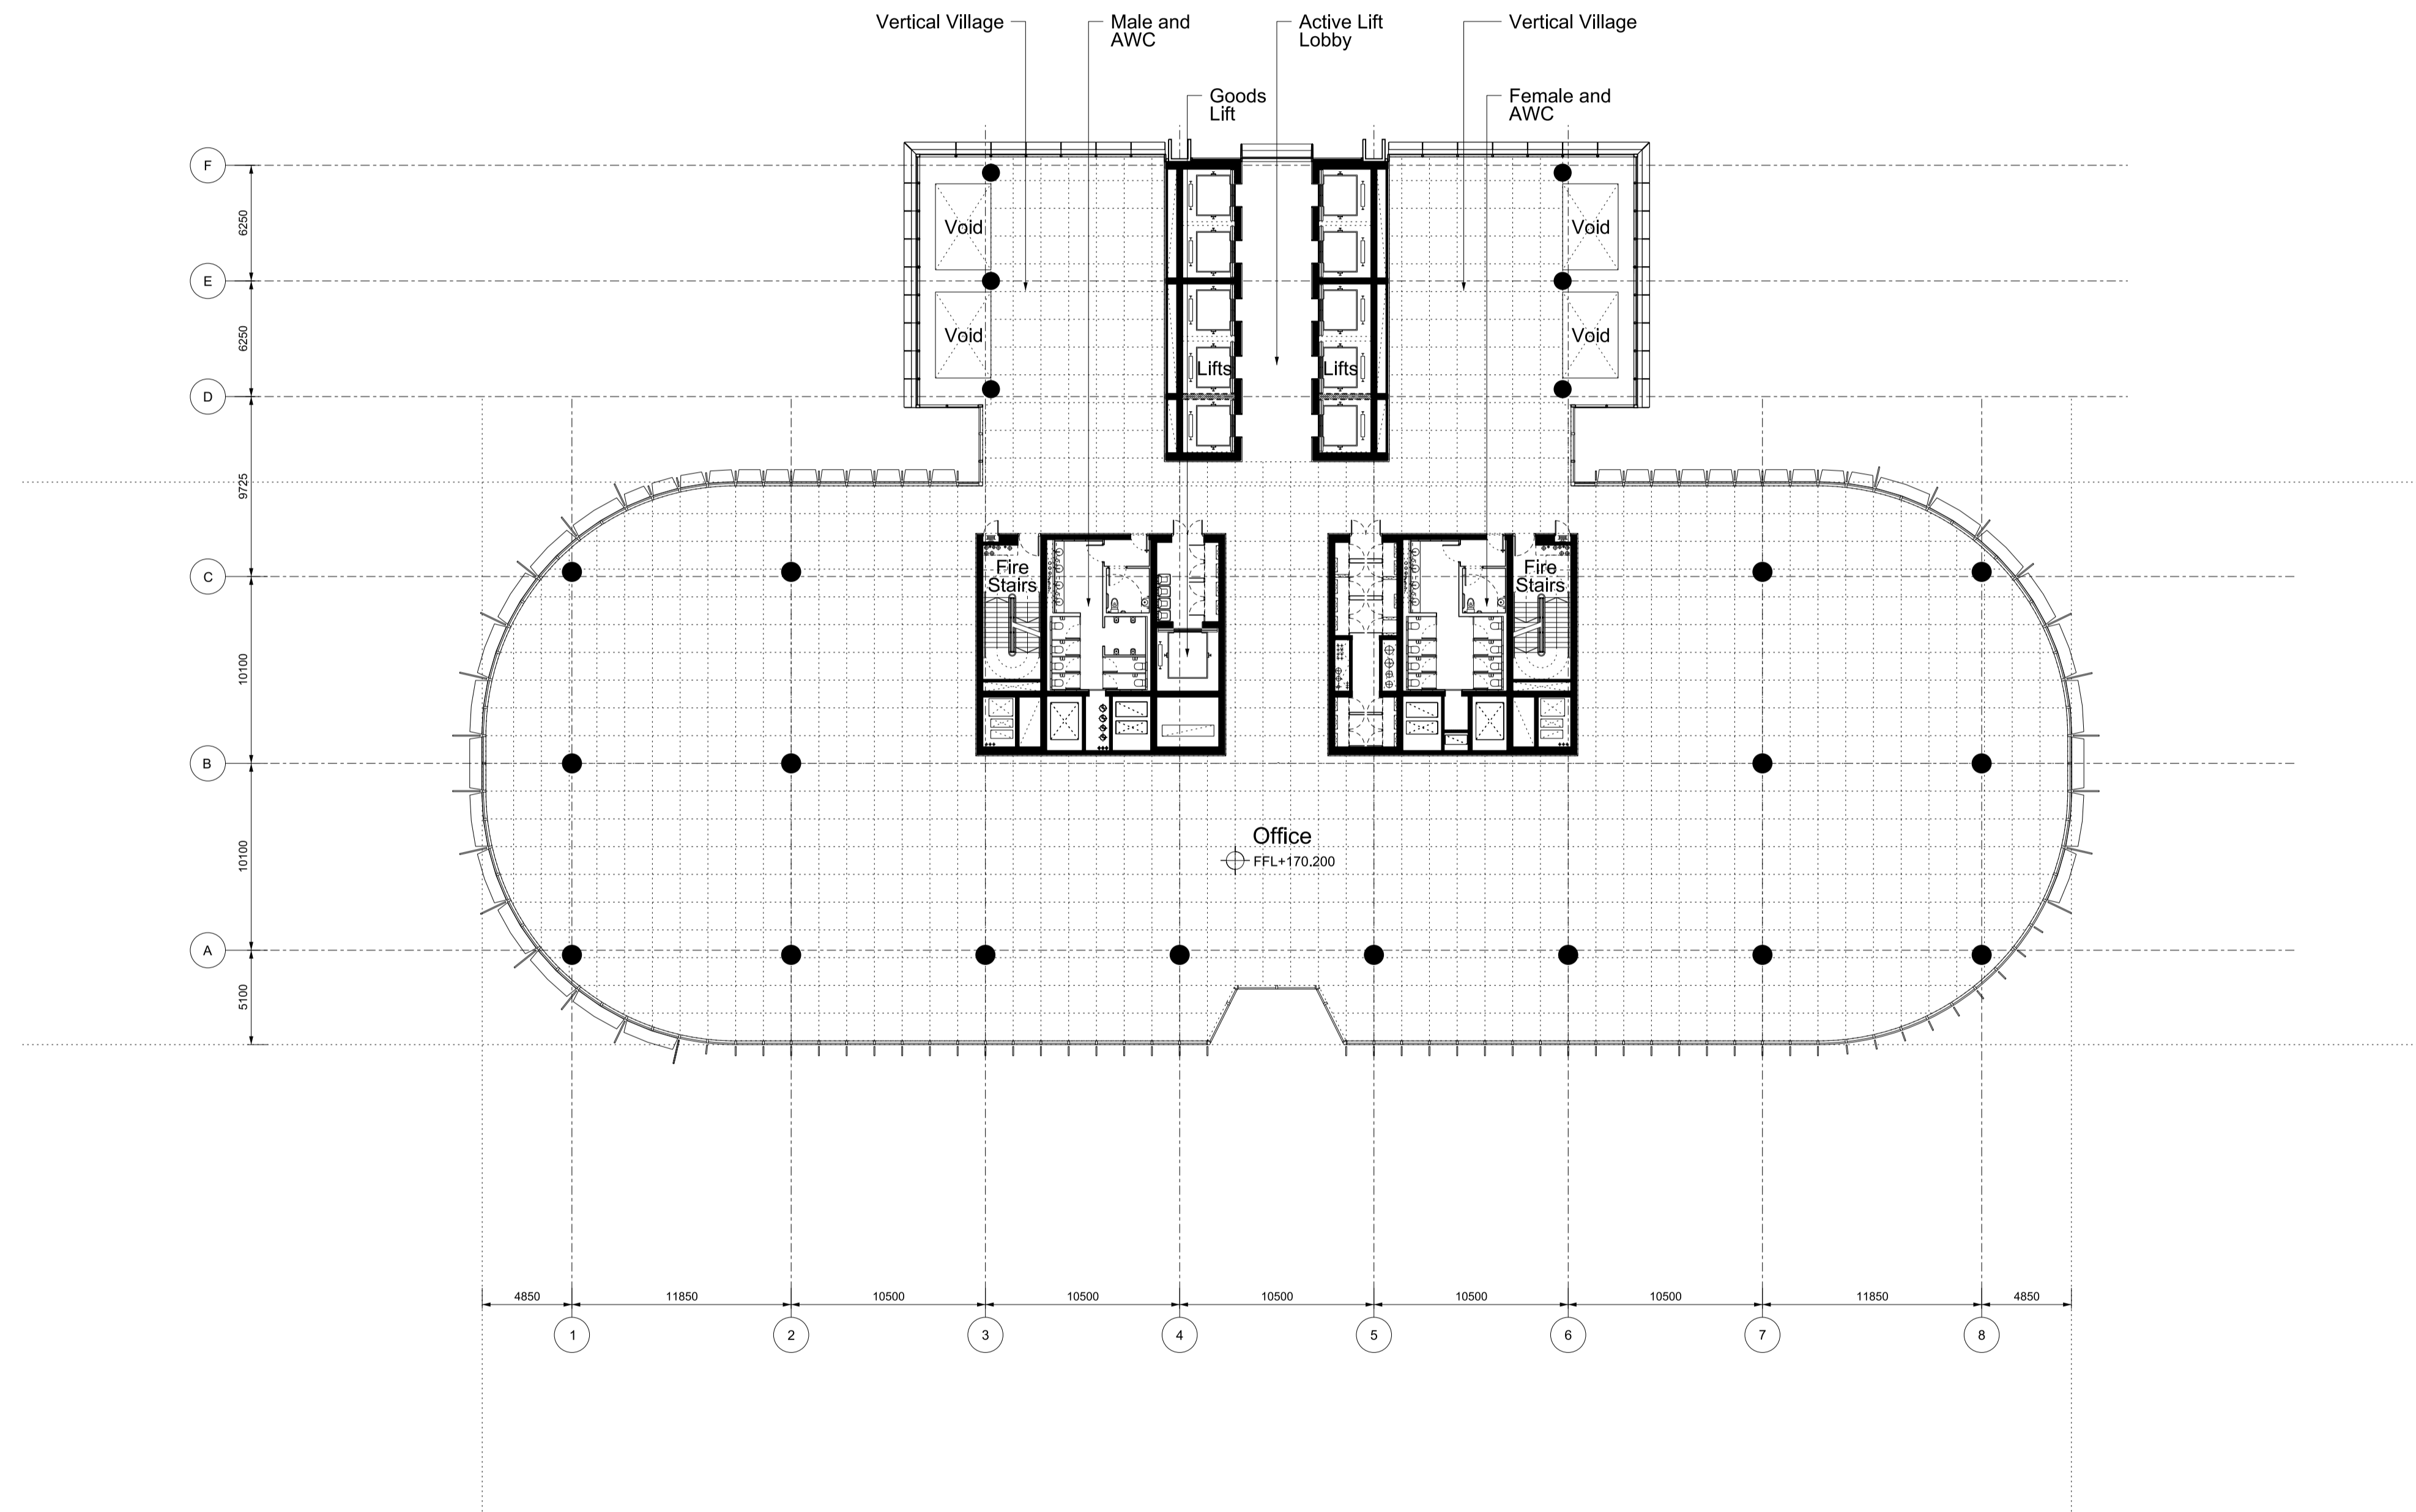 Vertical Village
Male and
AWC
Active Lift
Lobby
Vertical Village
Goods
Lift
Female and
AWC
F
6250
Void
Void
E
6250
Void
Void
Lifts
Lifts
D
9725
C
Fire
Stairs
Fire
Stairs
10100
B
10100
Office
FFL+170.200
A
5100
4850
11850
10500
10500
10500
10500
10500
11850
4850
1
2
3
4
5
6
7
8